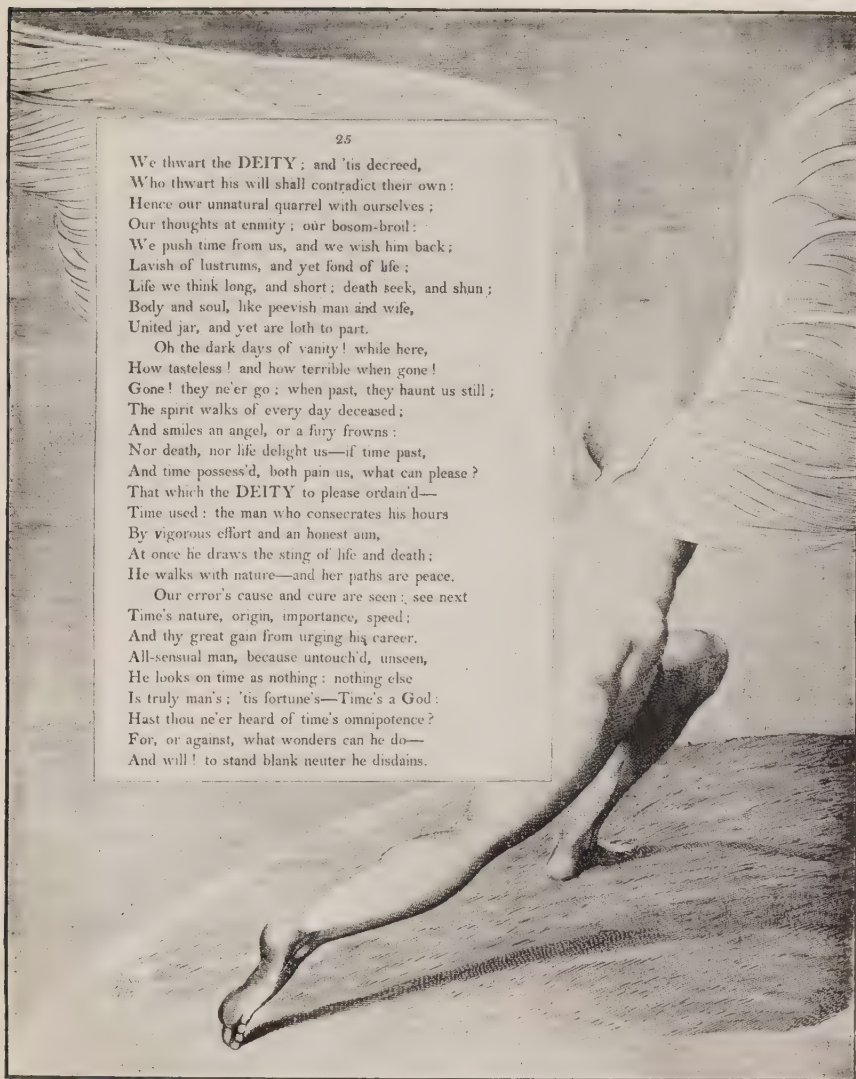 25
We thwart the DEITY ; and 'tis decreed,
Who thwart his will shall contradict their own :
Hence our unnatural quarrel with ourselves ;
Our thoughts at enmity ; our bosom-broil :
We push time from us, and we wish him back ;
Lavish of lustrums, and yet fond of life ;
Life we think long, and short ; death seek, and shun ;
Body and soul, like peevish man and wife,
United jar, and yet are loth to part.
Oh the dark days of vanity ! while here,
How tasteless ! and how terrible when gone !
Gone ! they ne'er go ; when past, they haunt us still ;
The spirit walks of every day deceased ;
And smiles an angel, or a fury frowns :
Nor death, nor life delight us—if time past,
And time possess'd, both pain us, what can please ?
That which the DEITY to please ordain'd—
Time used : the man who consecrates his hours
By vigorous effort and an honest aim,
At once he draws the sting of life and death ;
He walks with nature—and her paths are peace.
Our error's cause and cure are seen : see next
Time's nature, origin, importance, speed ;
And thy great gain from urging his career.
All-sensual man, because untouch'd, unseen,
He looks on time as nothing : nothing else
Is truly man's ; 'tis fortune's—Time's a God :
Hast thou ne'er heard of time's omnipotence ?
For, or against, what wonders can he do—
And will ! to stand blank neuter he disdains.